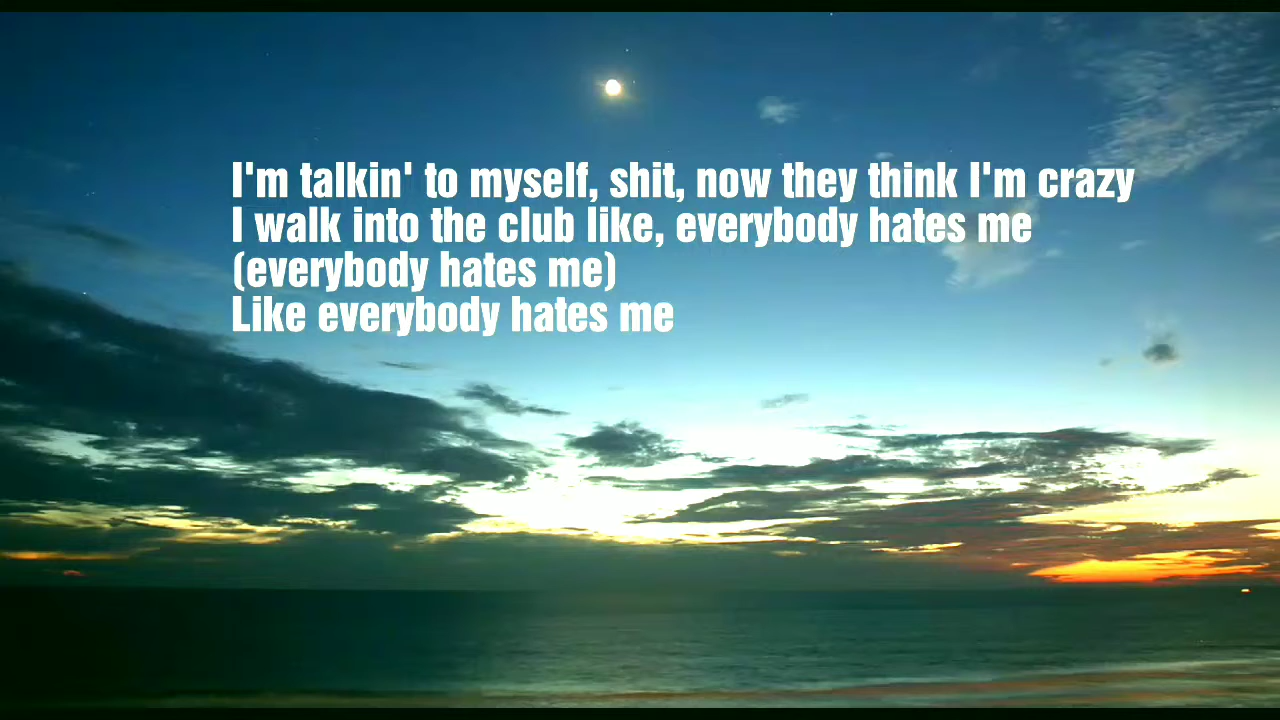 I'm talkin' to myself, shit, now they think I'm crazy
I walk into the club like, everybody hates me
(everybody hates me)
Like everybody hates me